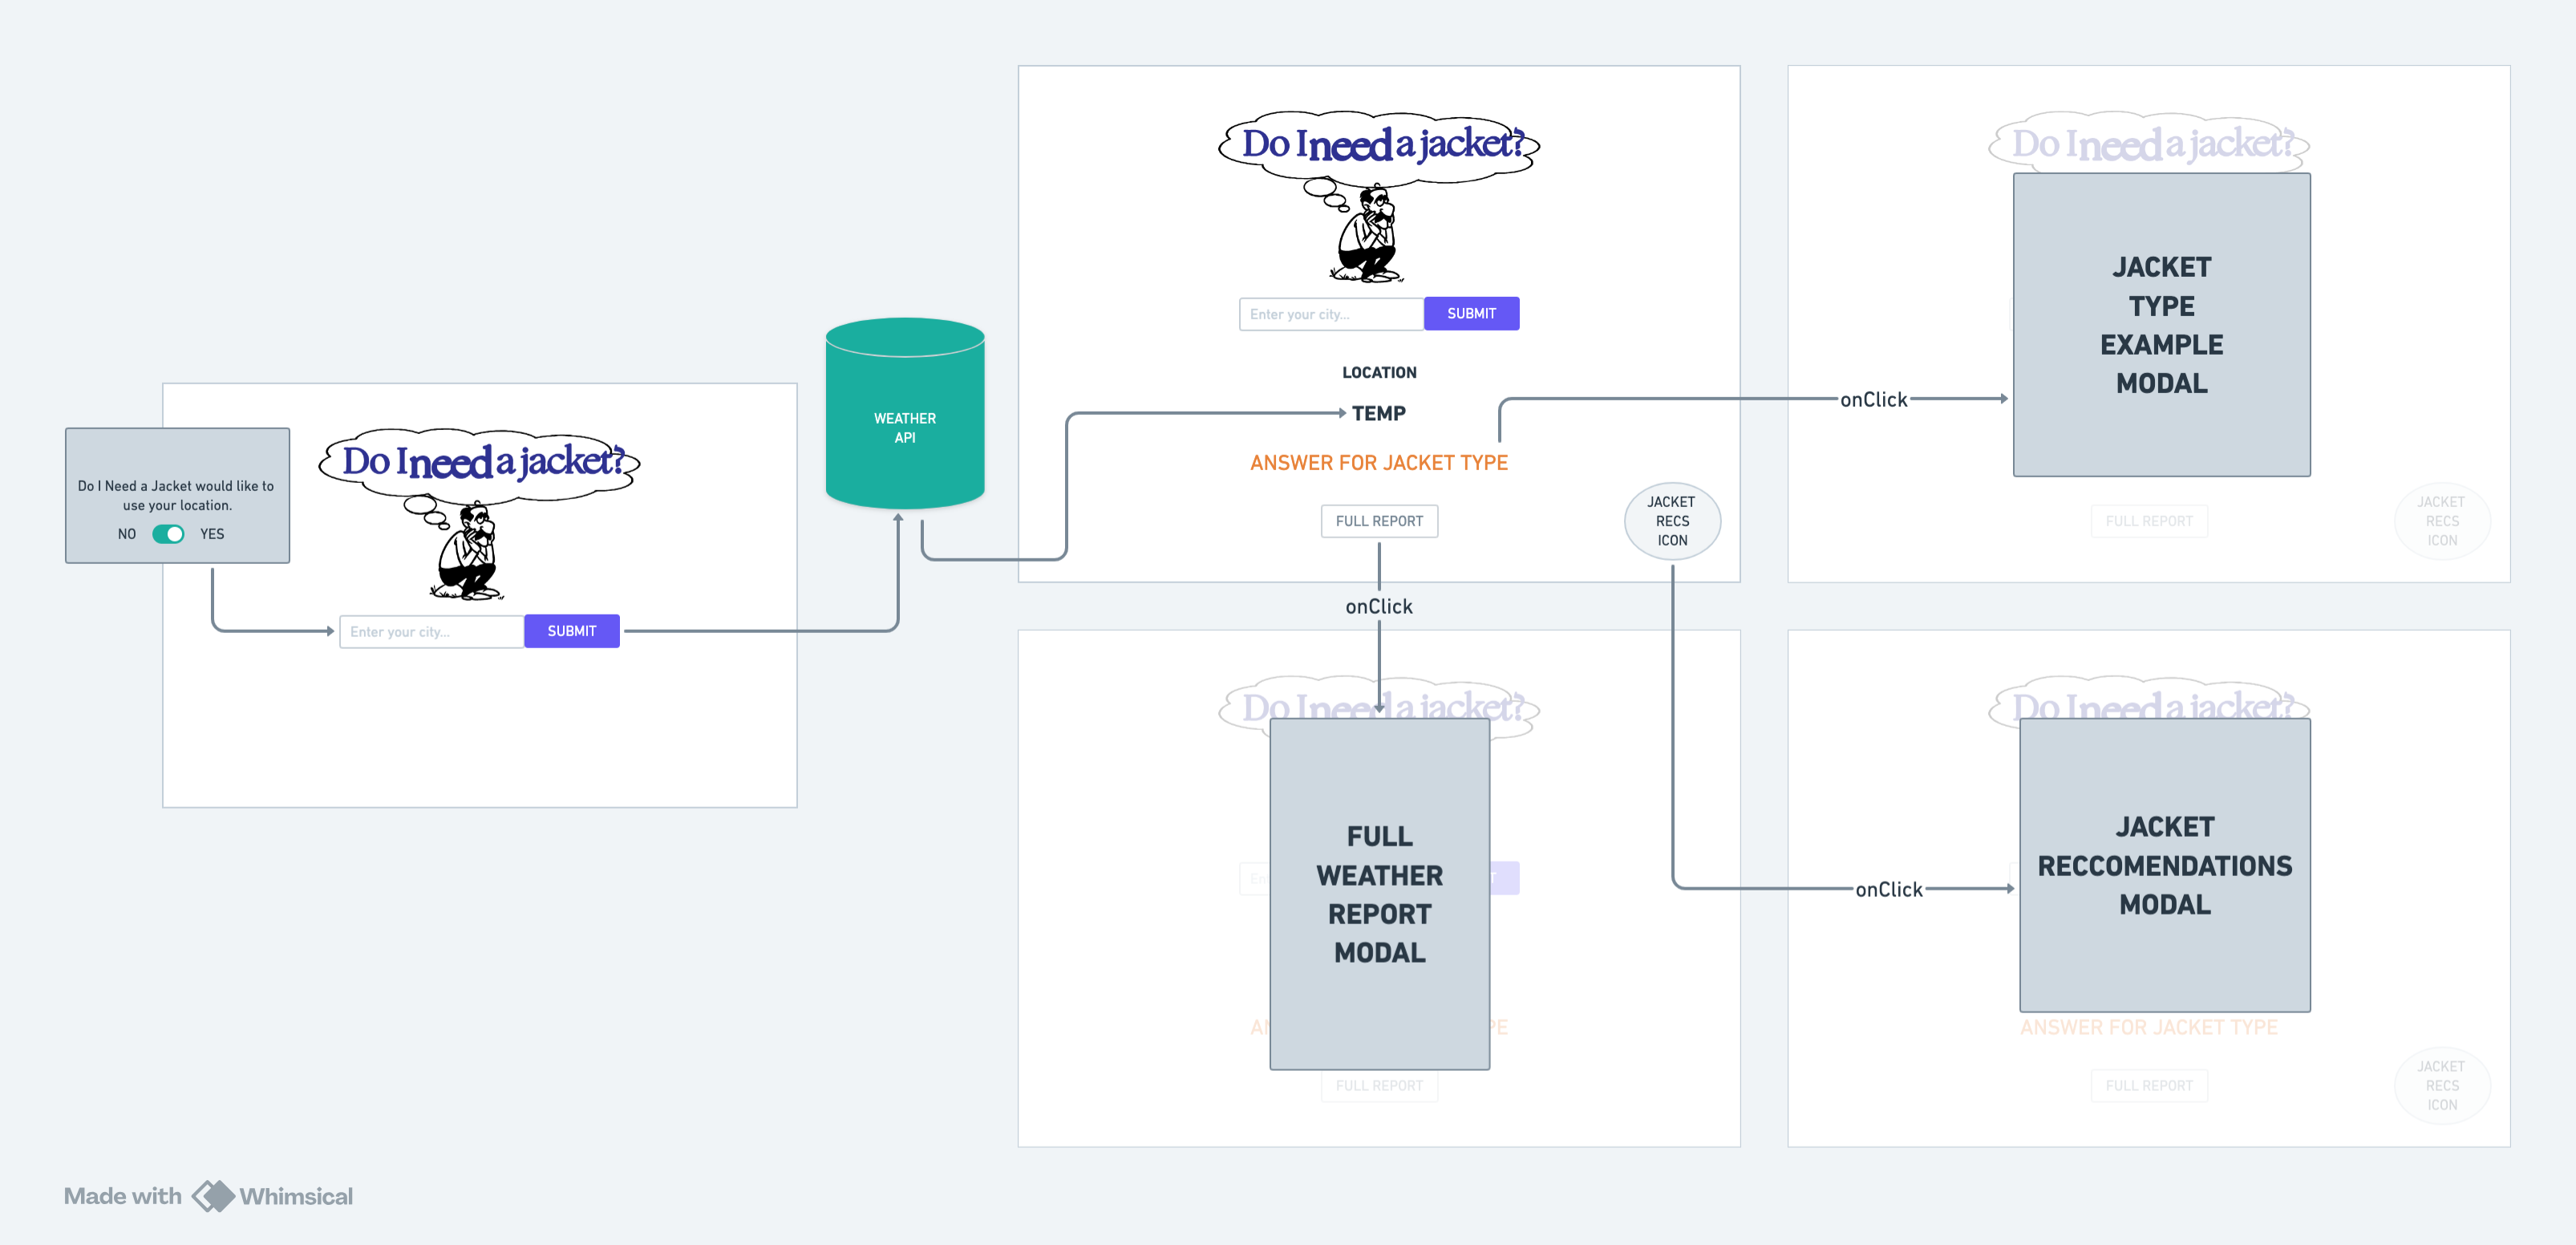 Do I Need a Jacket would like to
use your location.
NO YES
Do I need a jacket?
Enter your city...
SUBMIT
WEATHER
API
Do I need a jacket?
Enter your city...
SUBMIT
LOCATION
TEMP
ANSWER FOR JACKET TYPE
FULL REPORT
JACKET
RECS
ICON
onClick
onClick
onClick
Do I need a jacket?
JACKET
TYPE
EXAMPLE
MODAL
FULL REPORT
JACKET
RECS
ICON
Do I need a jacket?
FULL
WEATHER
REPORT
MODAL
FULL REPORT
Do I need a jacket?
JACKET
RECCOMENDATIONS
MODAL
ANSWER FOR JACKET TYPE
FULL REPORT
JACKET
RECS
ICON
Made with Whimsical